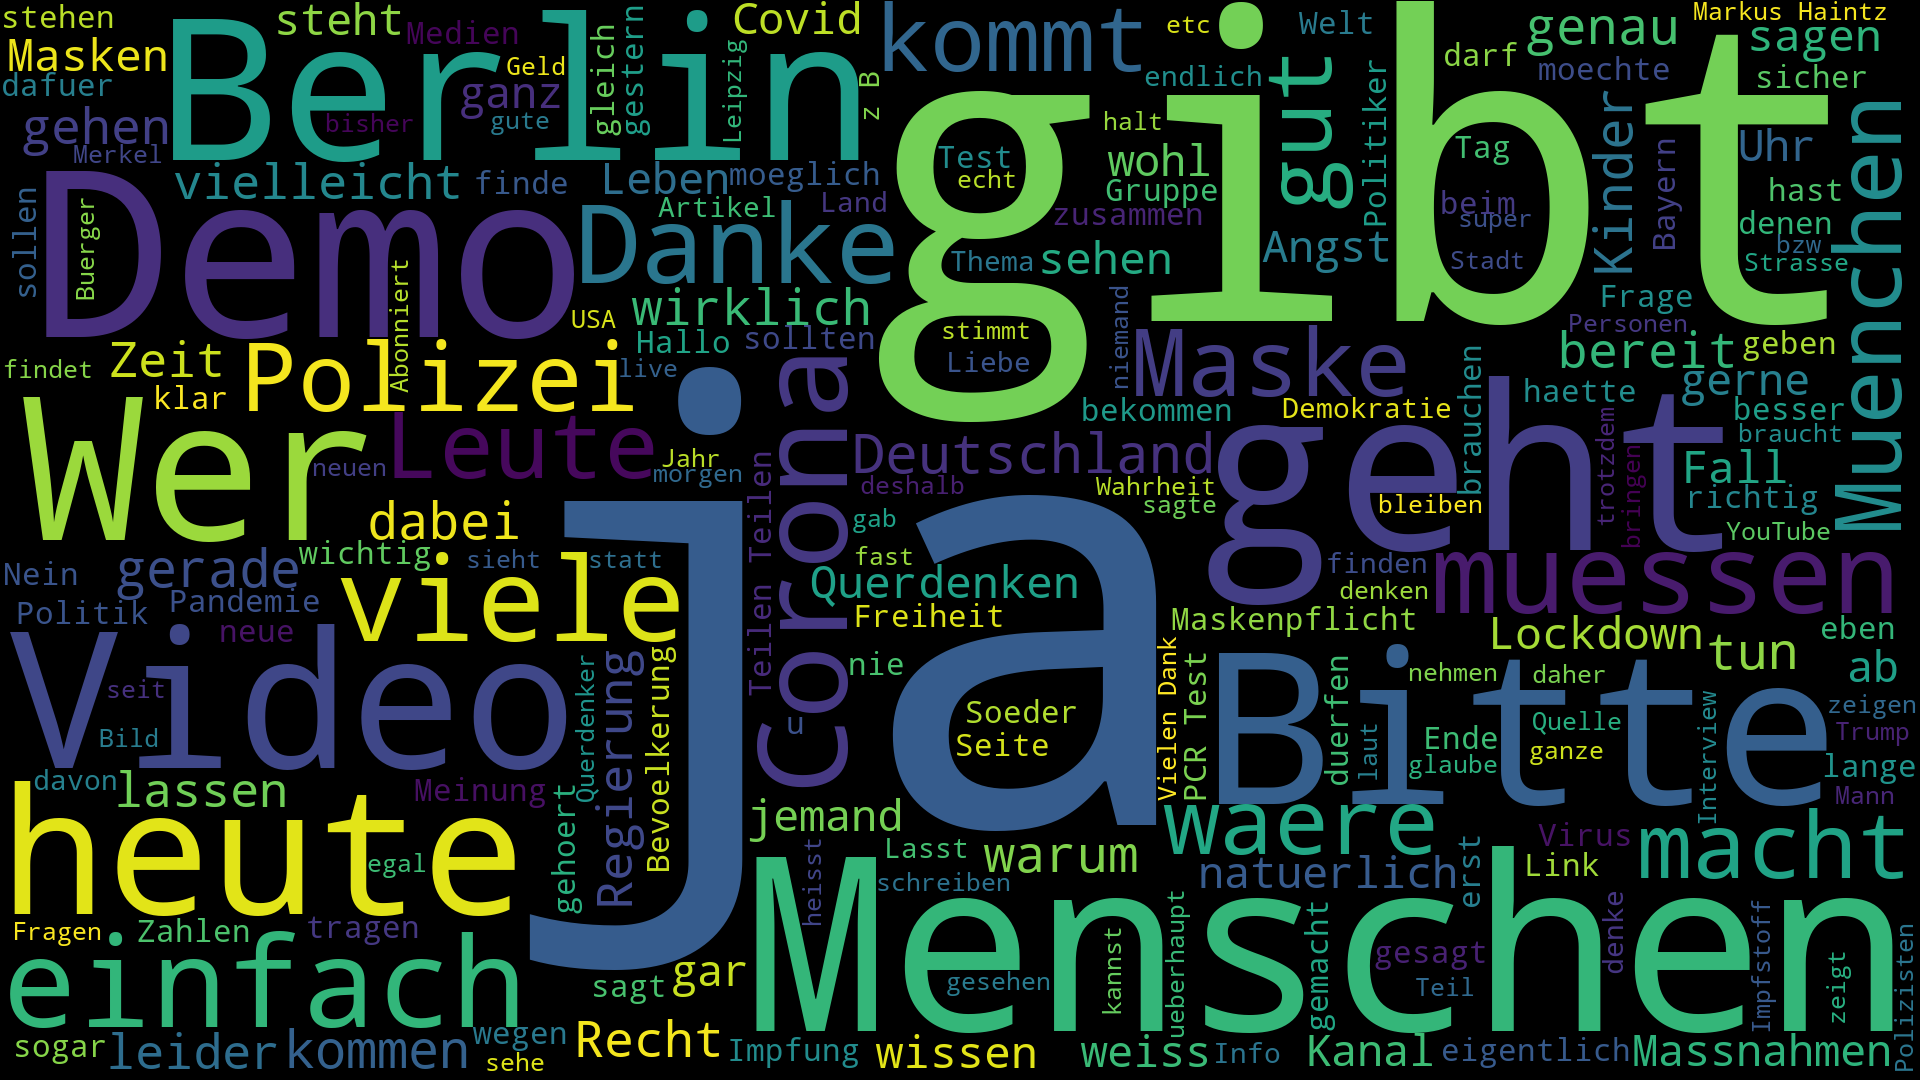 stehen
steht
Medien
Berlin
Covid
kommt
etc
Welt
genau
Markus Haintz
sagen
Masken
Geld
gleich
gestern
Leipzig
z B
endlich
gut
Politiker
darf
moechte
sicher
dafuer
ganz
gehen
bisher
gute
Merkel
halt
gibt
Test
echt
wohl
Gruppe
Tag
Kinder
Bayern
Uhr
Muenchen
vielleicht
finde
Leben
moeglich
Artikel
Land
zusammen
beim
super
hast
denen
bzw
Strasse
sollen
Buerger
Demo
Danke
Thema
sehen
Angst
Stadt
Abonniert
USA
wirklich
Hallo
sollten
stimmt
Liebe
niemand
Maske
Frage
Personen
bereit
geben
findet
Zeit
klar
Polizei
live
bekommen
Demokratie
brauchen
haette
gerne
besser
braucht
Wer
neuen
Leute
Jahr
morgen
Teilen Teilen
Corona
Deutschland
deshalb
Wahrheit
sagte
geht
bleiben
trotzdem
bringen
Fall
richtig
YouTube
dabei
wichtig
sieht
statt
ja
gab
fast
Nein
gerade
viele
Querdenken
Freiheit
finden
denken
muessen
Politik
Pandemie
neue
Maskenpflicht
Lockdown
tun
eben
ab
Video
seit
Bild
Querdenker
Regierung
Bevoelkerung
nie
Soeder
Seite
u
Vielen Dank
PCR Test
Bitte
duerfen
laut
nehmen
Ende
glaube
daher
Quelle
ganze
Interview
zeigen
Trump
lange
Mann
davon
lassen
Meinung
heute
egal
gehoert
jemand
heisst
Lasst
schreiben
warum
waere
natuerlich
erst
Virus
Link
macht
Fragen
Zahlen
tragen
einfach
sagt
gar
Menschen
gesehen
kannst
ueberhaupt
gemacht
gesagt
Teil
denke
Impfstoff
zeigt
Polizisten
sogar
leider
kommen
wegen
sehe
Recht
Impfung
wissen
weiss
Info
Kanal
eigentlich
Massnahmen